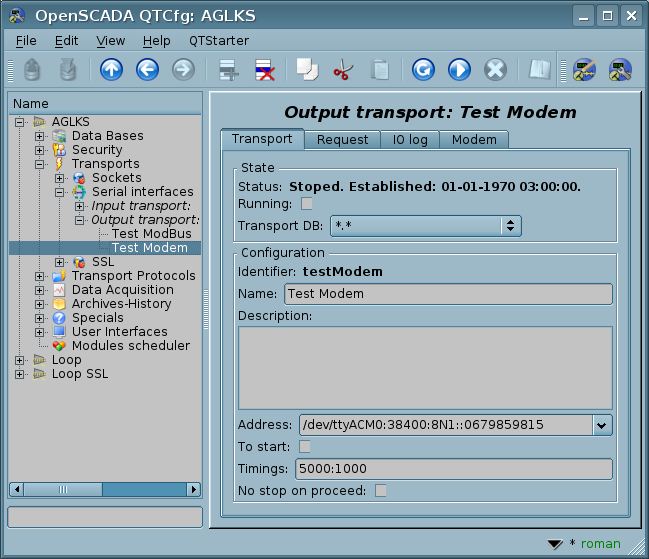 OpenSCADA QTCfg: AGLKS
File Edit View Help QTStarter
Name
AGLKS
Data Bases
Security
Transports
Sockets
Serial interfaces
Input transport:
Output transport:
Test ModBus
Test Modem
SSL
Transport Protocols
Data Acquisition
Archives-History
Specials
User Interfaces
Modules scheduler
Loop
Loop SSL
Output transport: Test Modem
Transport Request IO log Modem
State
Status: Stoped. Established: 01-01-1970 03:00:00.
Running:
Transport DB: *.*
Configuration
Identifier: testModem
Name: Test Modem
Description:
Address: /dev/ttyACM0:38400:8N1::0679859815
To start:
Timings: 5000:1000
No stop on proceed:
* roman